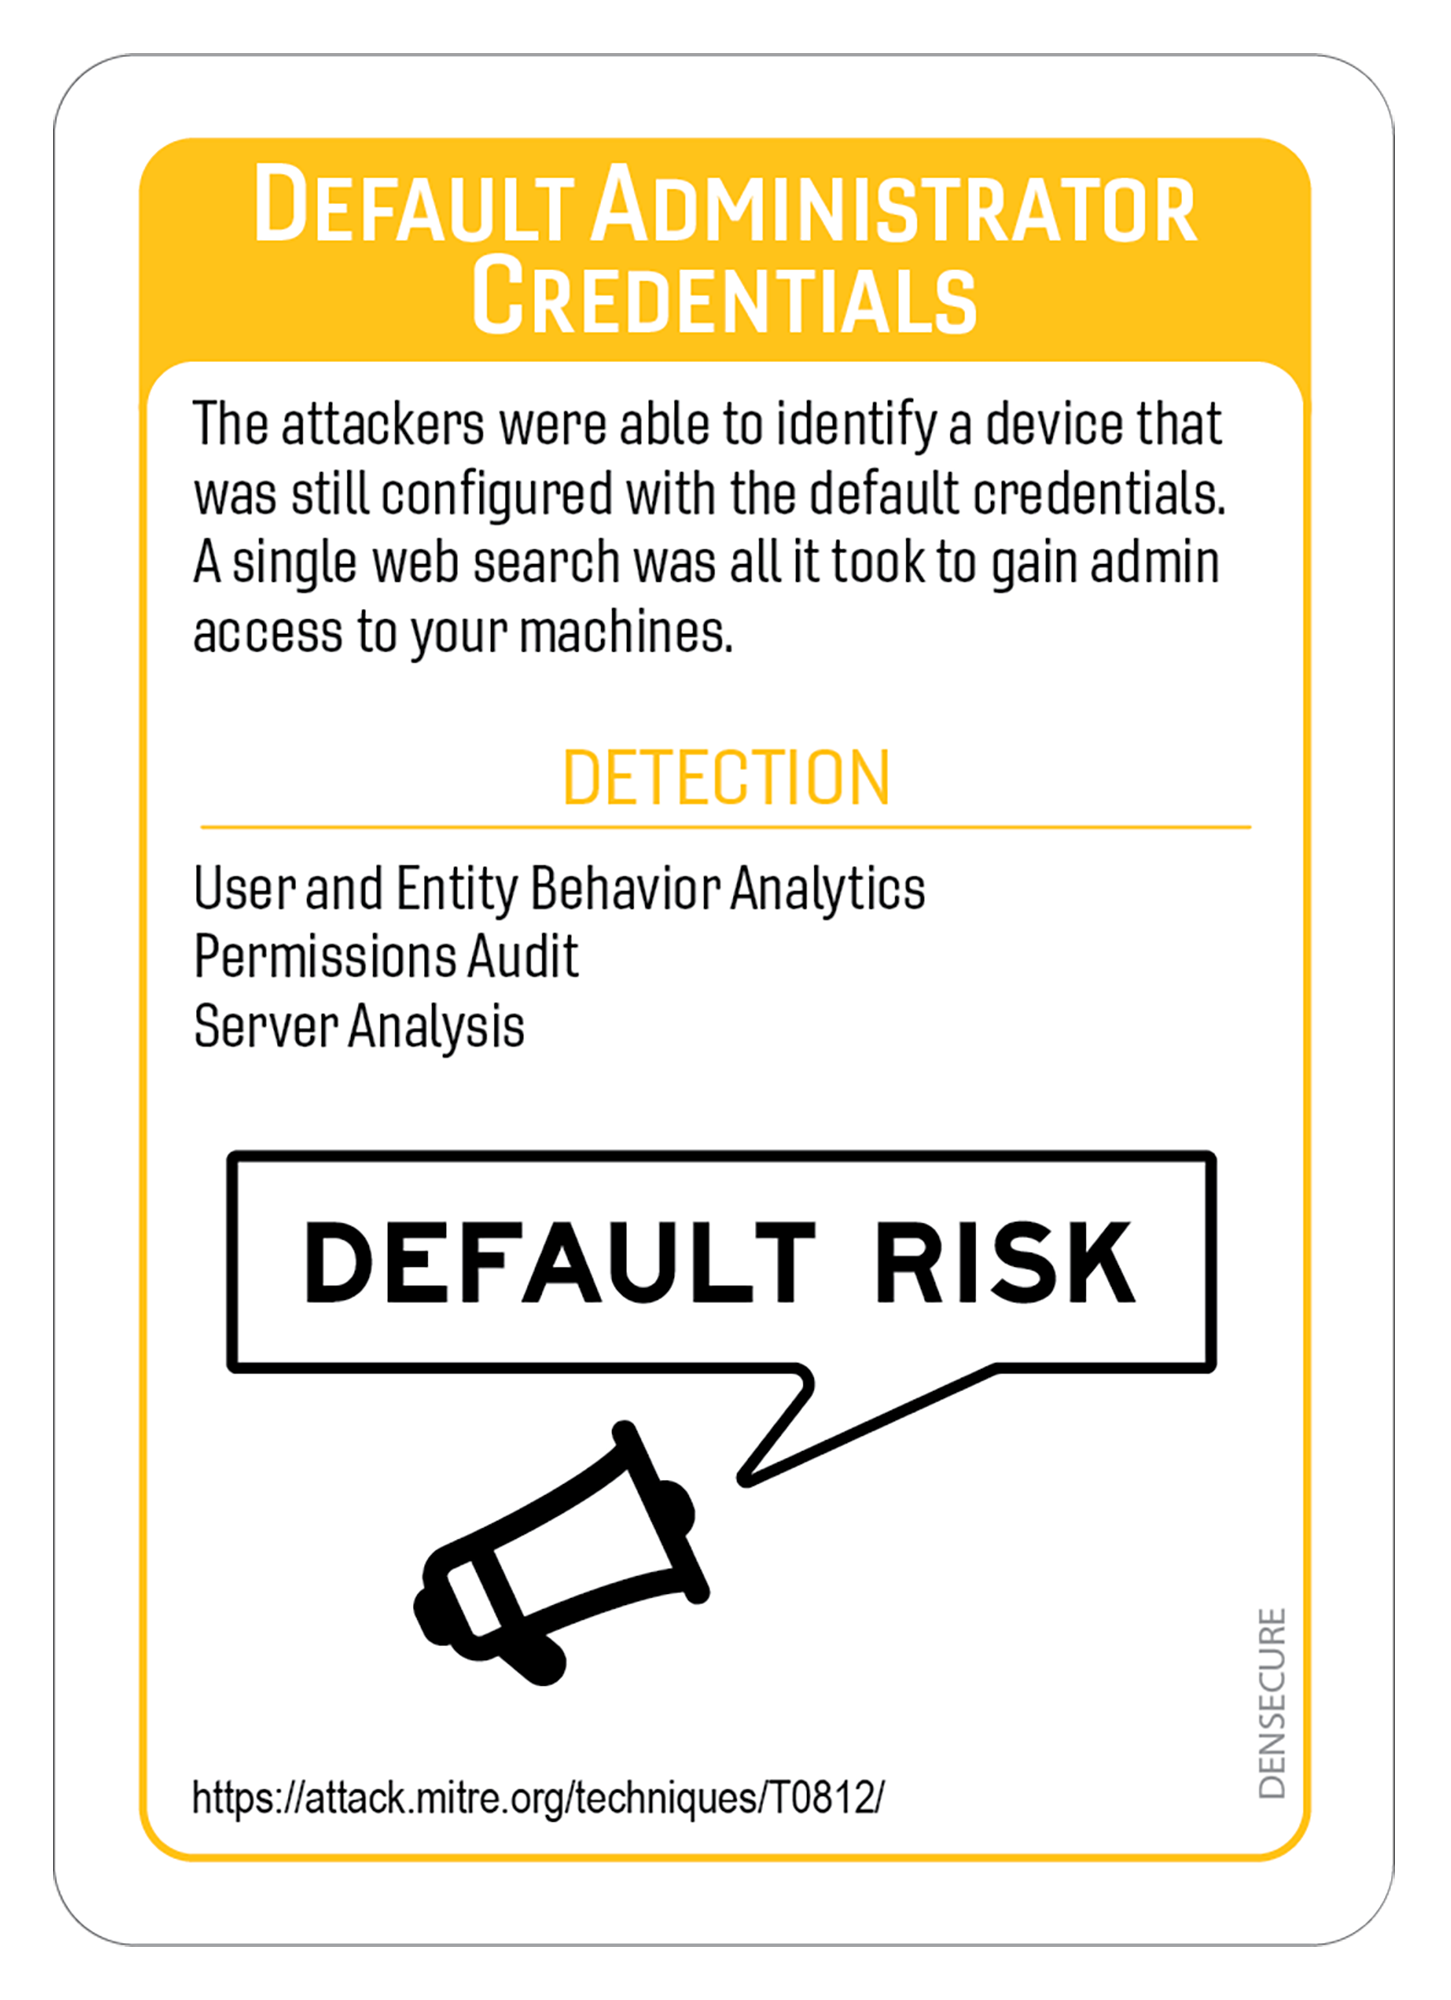 Default Administrator
Credentials
The attackers were able to identify a device that
was still configured with the default credentials.
A single web search was all it took to gain admin
access to your machines.
DETECTION
User and Entity Behavior Analytics
Permissions Audit
Server Analysis
DEFAULT RISK
DENSECURE
https://attack.mitre.org/techniques/T0812/